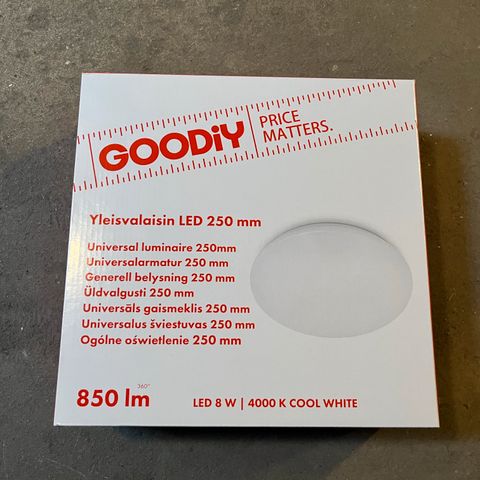 GOODiY
PRICE
MATTERS.
Yleisvalaisin LED 250 mm
Universal luminaire 250mm
Universalarmatur 250 mm
Generell belysning 250 mm
Üldvalgusti 250 mm
Universāls gaismeklis 250 mm
Universalus šviestuvas 250 mm
Ogólne oświetlenie 250 mm
360°
850 lm
LED 8 W | 4000 K COOL WHITE